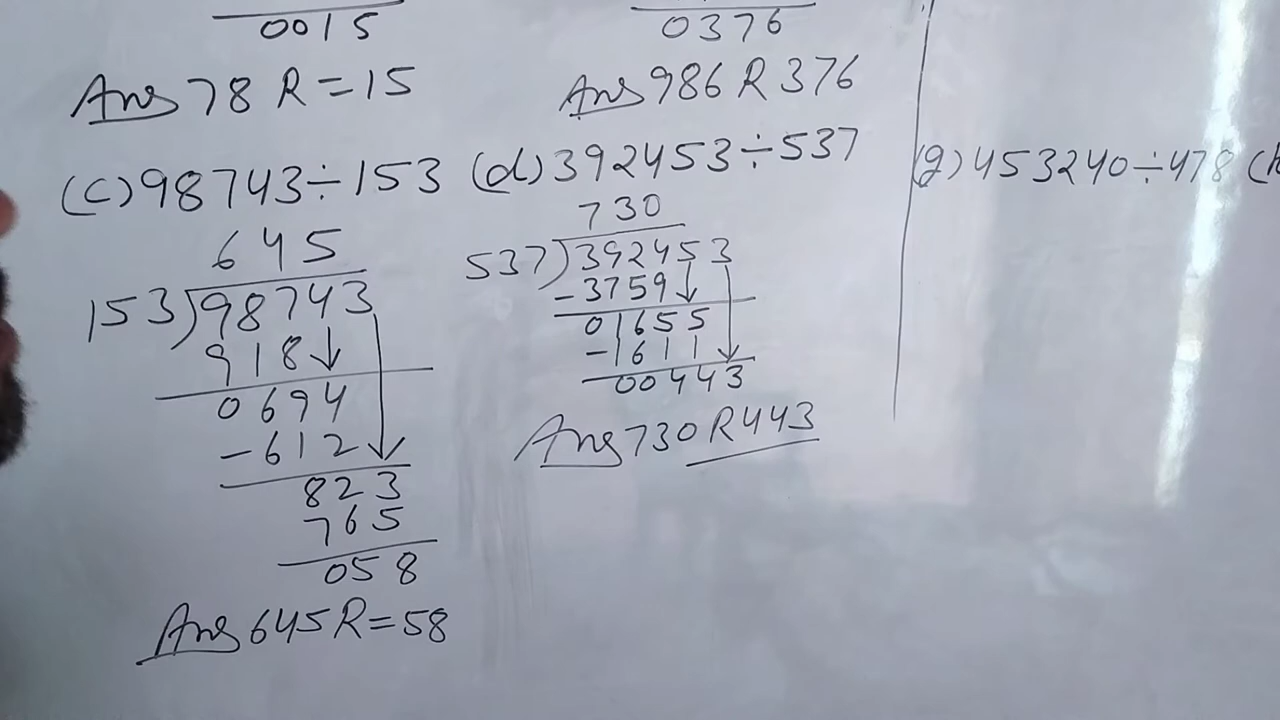 0015
Ans 78 R = 15
(c) 98743÷153
645
153)98743
918
0694
-612
823
765
058
Ans 645 R=58
0376
Ans 986 R 376
(d) 392453÷537
730
537)392453
-3759
01655
-1611
00443
Ans 730 R 443
(g) 453240÷478